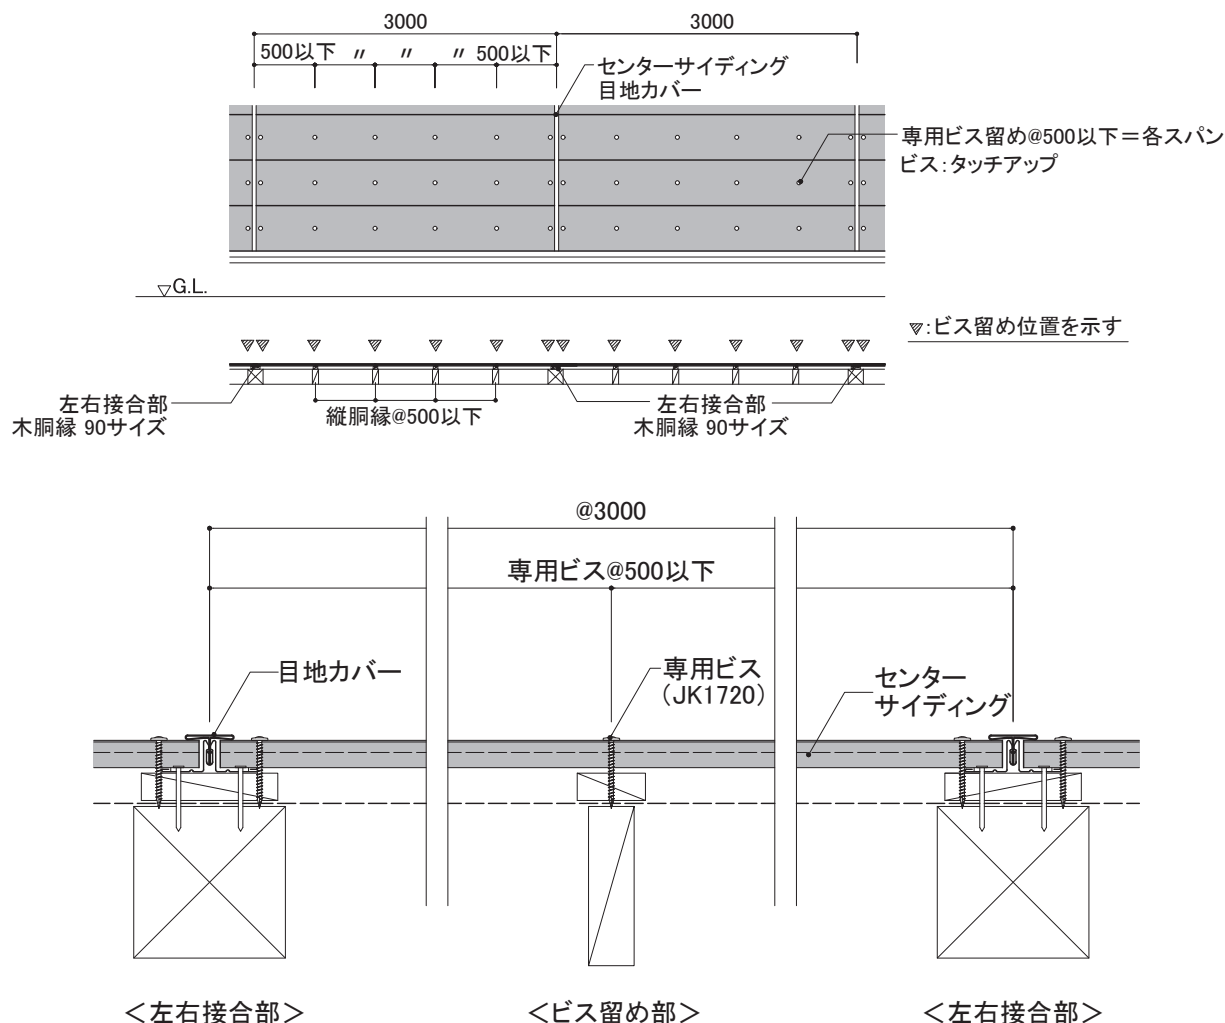 3000
3000
500以下 〃 〃 〃 500以下
センターサイディング
目地カバー
専用ビス留め@500以下＝各スパン
ビス：タッチアップ
G.L.
:ビス留め位置を示す
左右接合部
木胴縁 90サイズ
縦胴縁@500以下
左右接合部
木胴縁 90サイズ
@3000
専用ビス@500以下
目地カバー
専用ビス
（JK1720）
センター
サイディング
＜左右接合部＞
＜ビス留め部＞
＜左右接合部＞